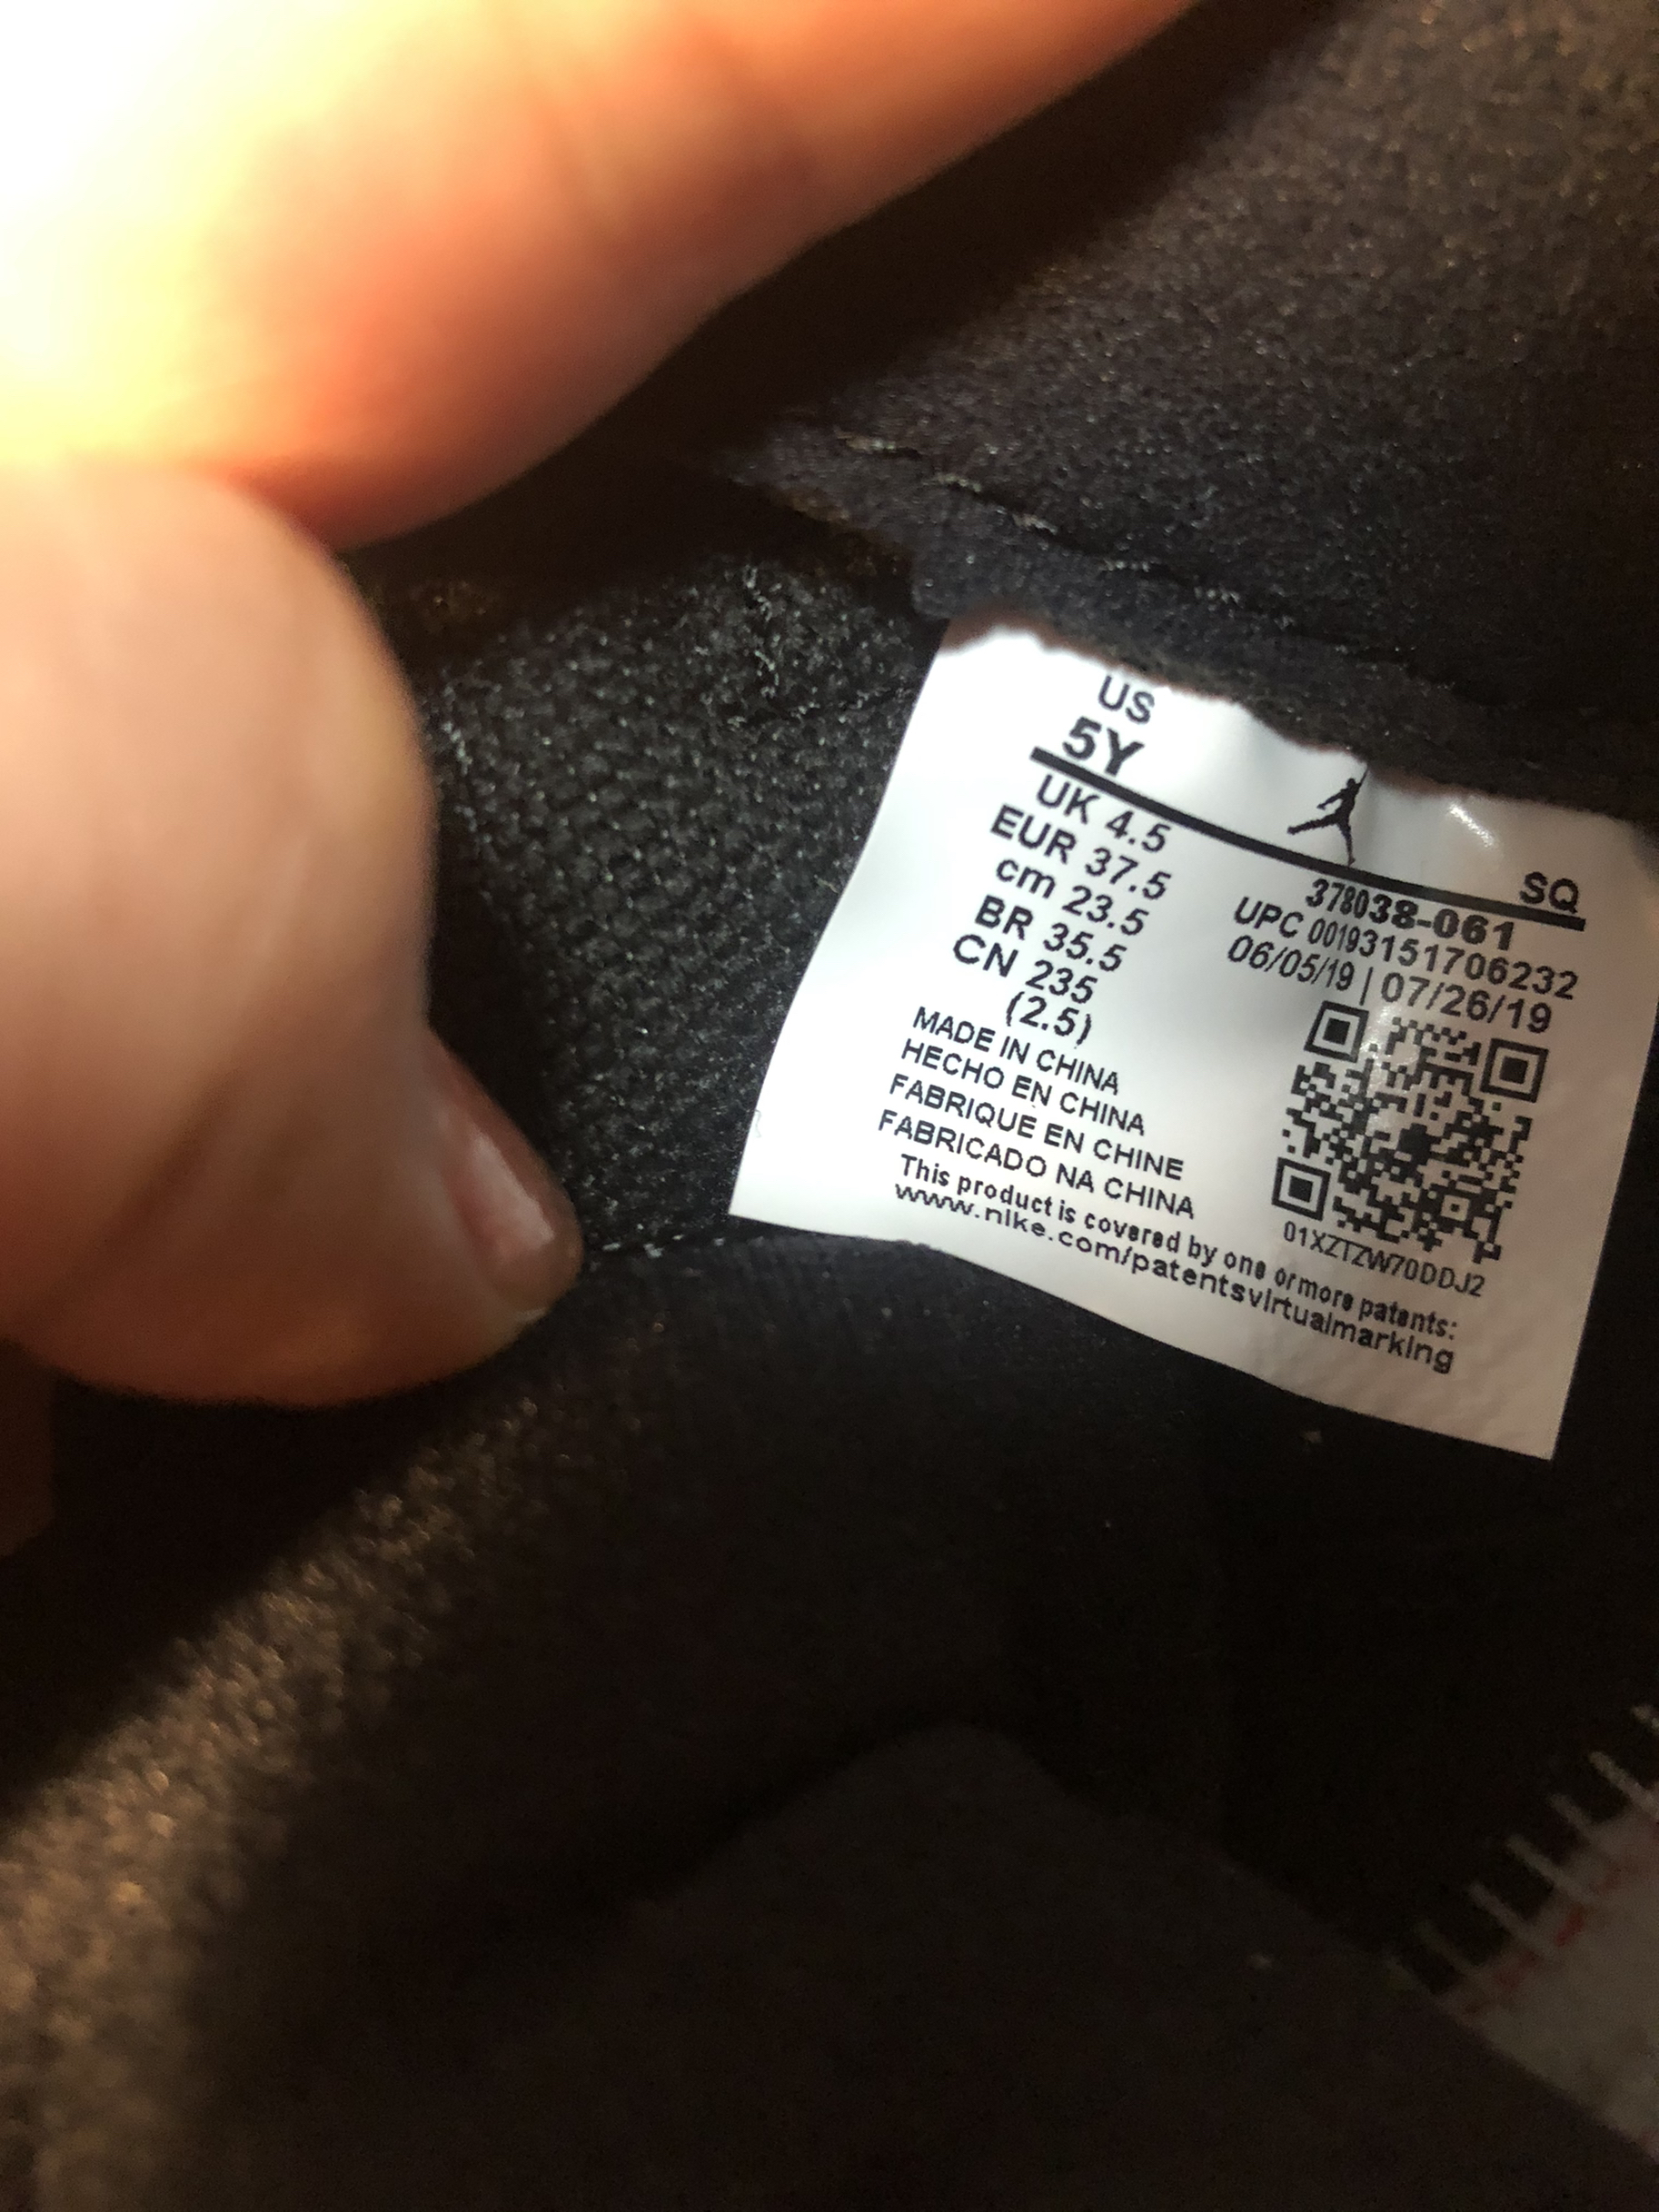 US
5Y
UK 4.5
EUR 37.5
cm 23.5
BR 35.5
CN 235
(2.5)
SQ
378038-061
UPC 00193151706232
06/05/19 | 07/26/19
MADE IN CHINA
HECHO EN CHINA
FABRIQUE EN CHINE
FABRICADO NA CHINA
01XZTZW70DDJ2
This product is covered by one or more patents:
www.nike.com/patentsvirtualmarking